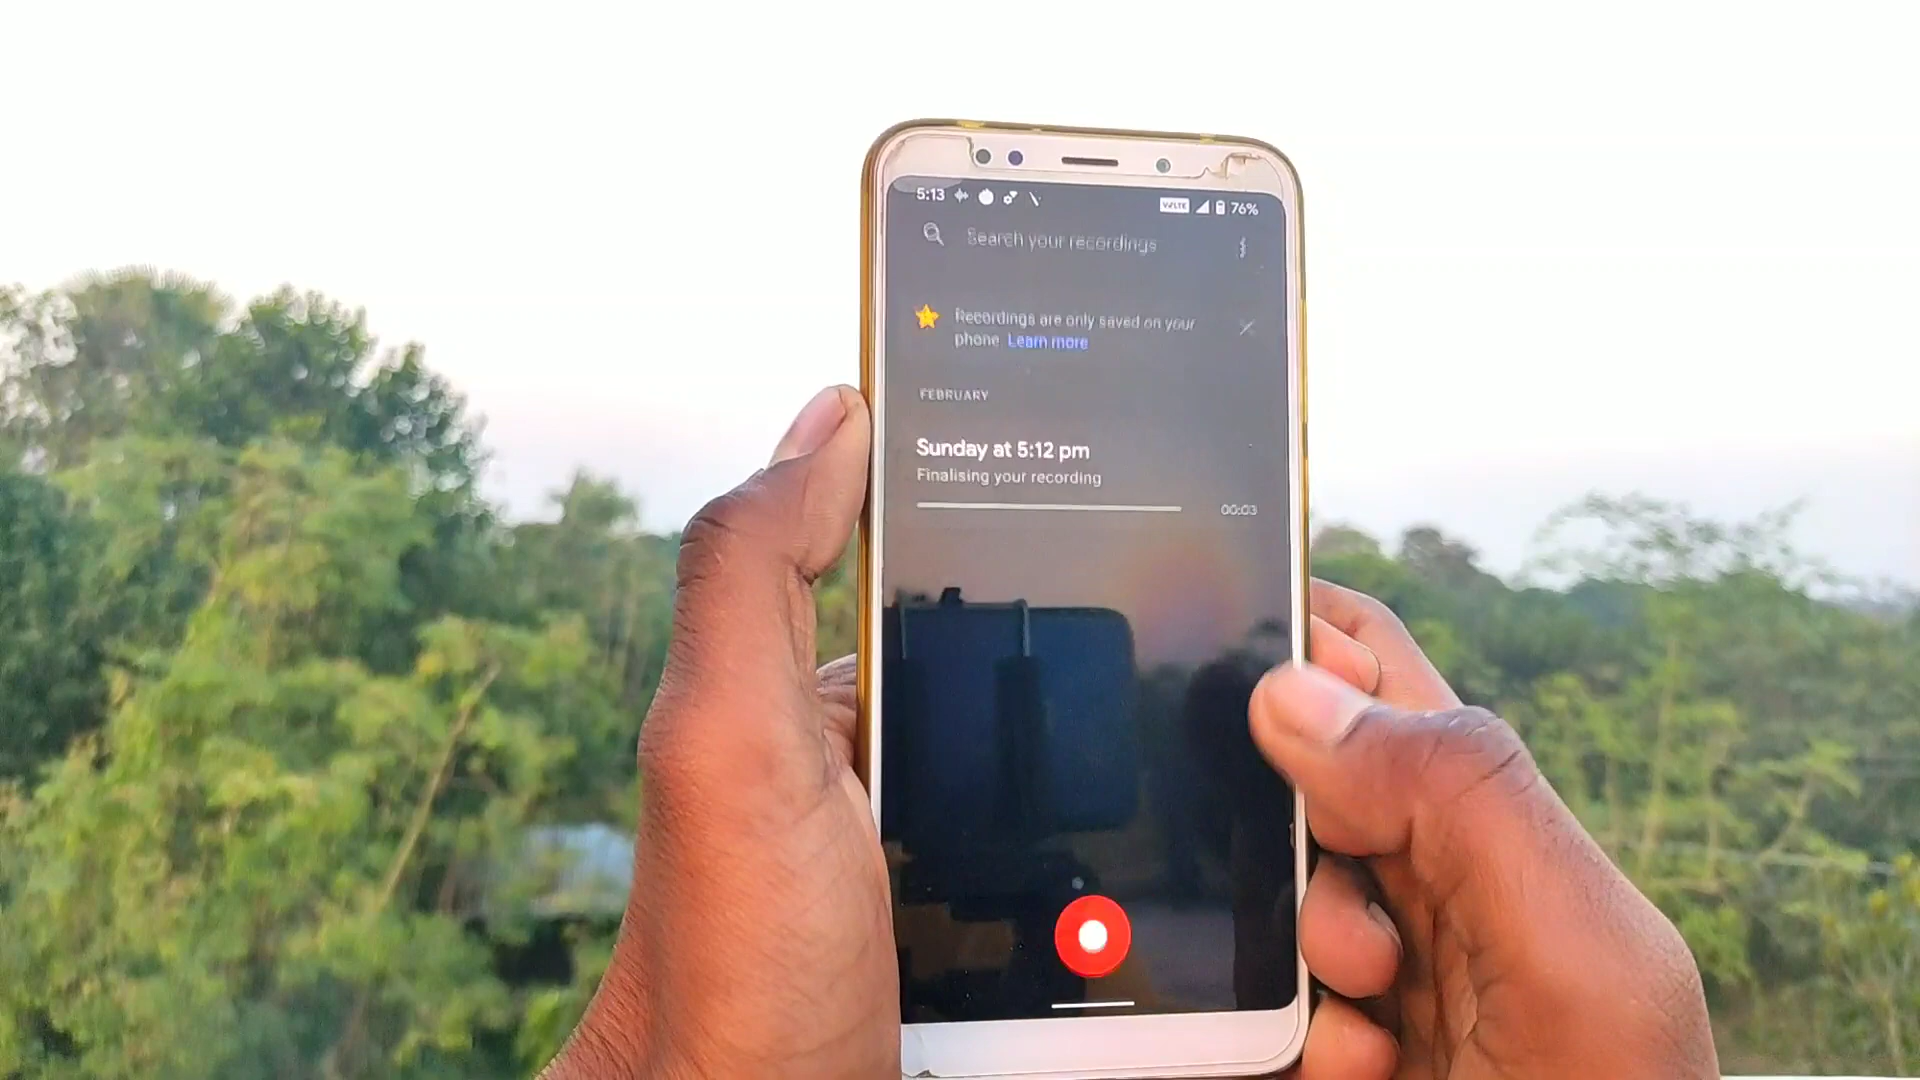 5:13
VoLTE
76%
Search your recordings
Recordings are only saved on your
phone Learn more
FEBRUARY
Sunday at 5:12 pm
Finalising your recording
00:03